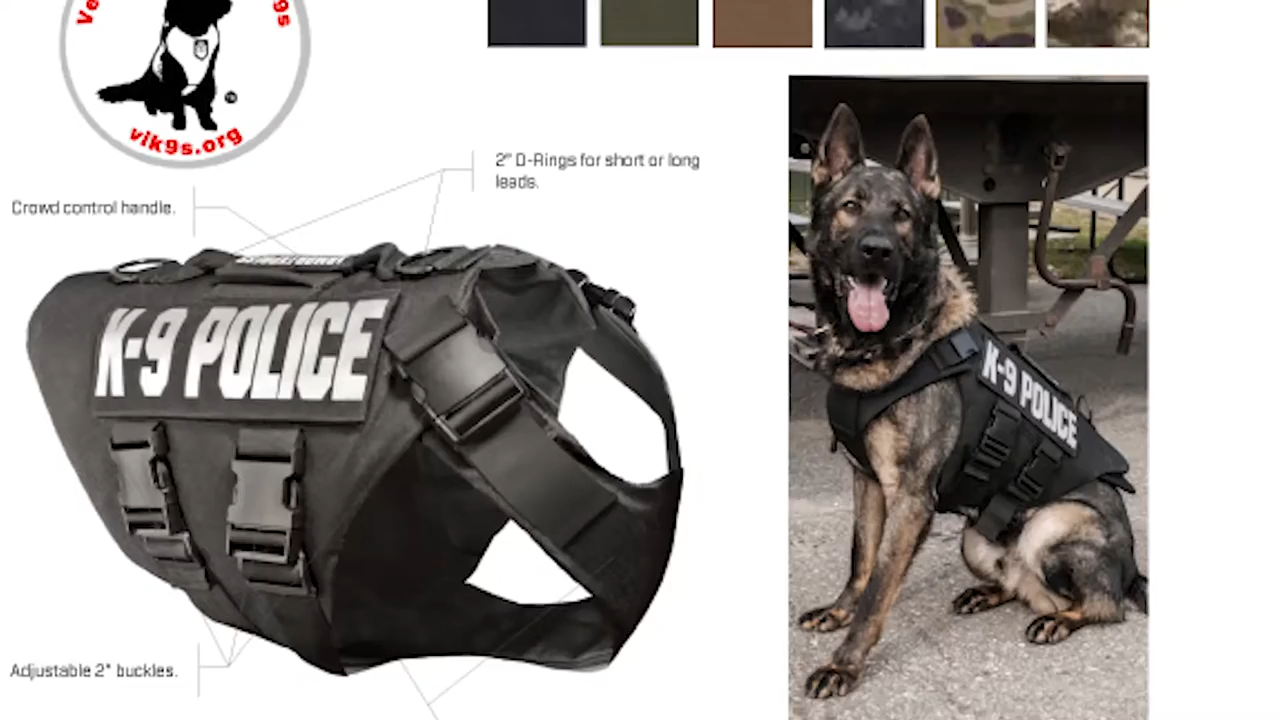 vik9s.org
2" D-Rings for short or long
leads.
Crowd control handle.
K-9 POLICE
K-9 POLICE
Adjustable 2" buckles.